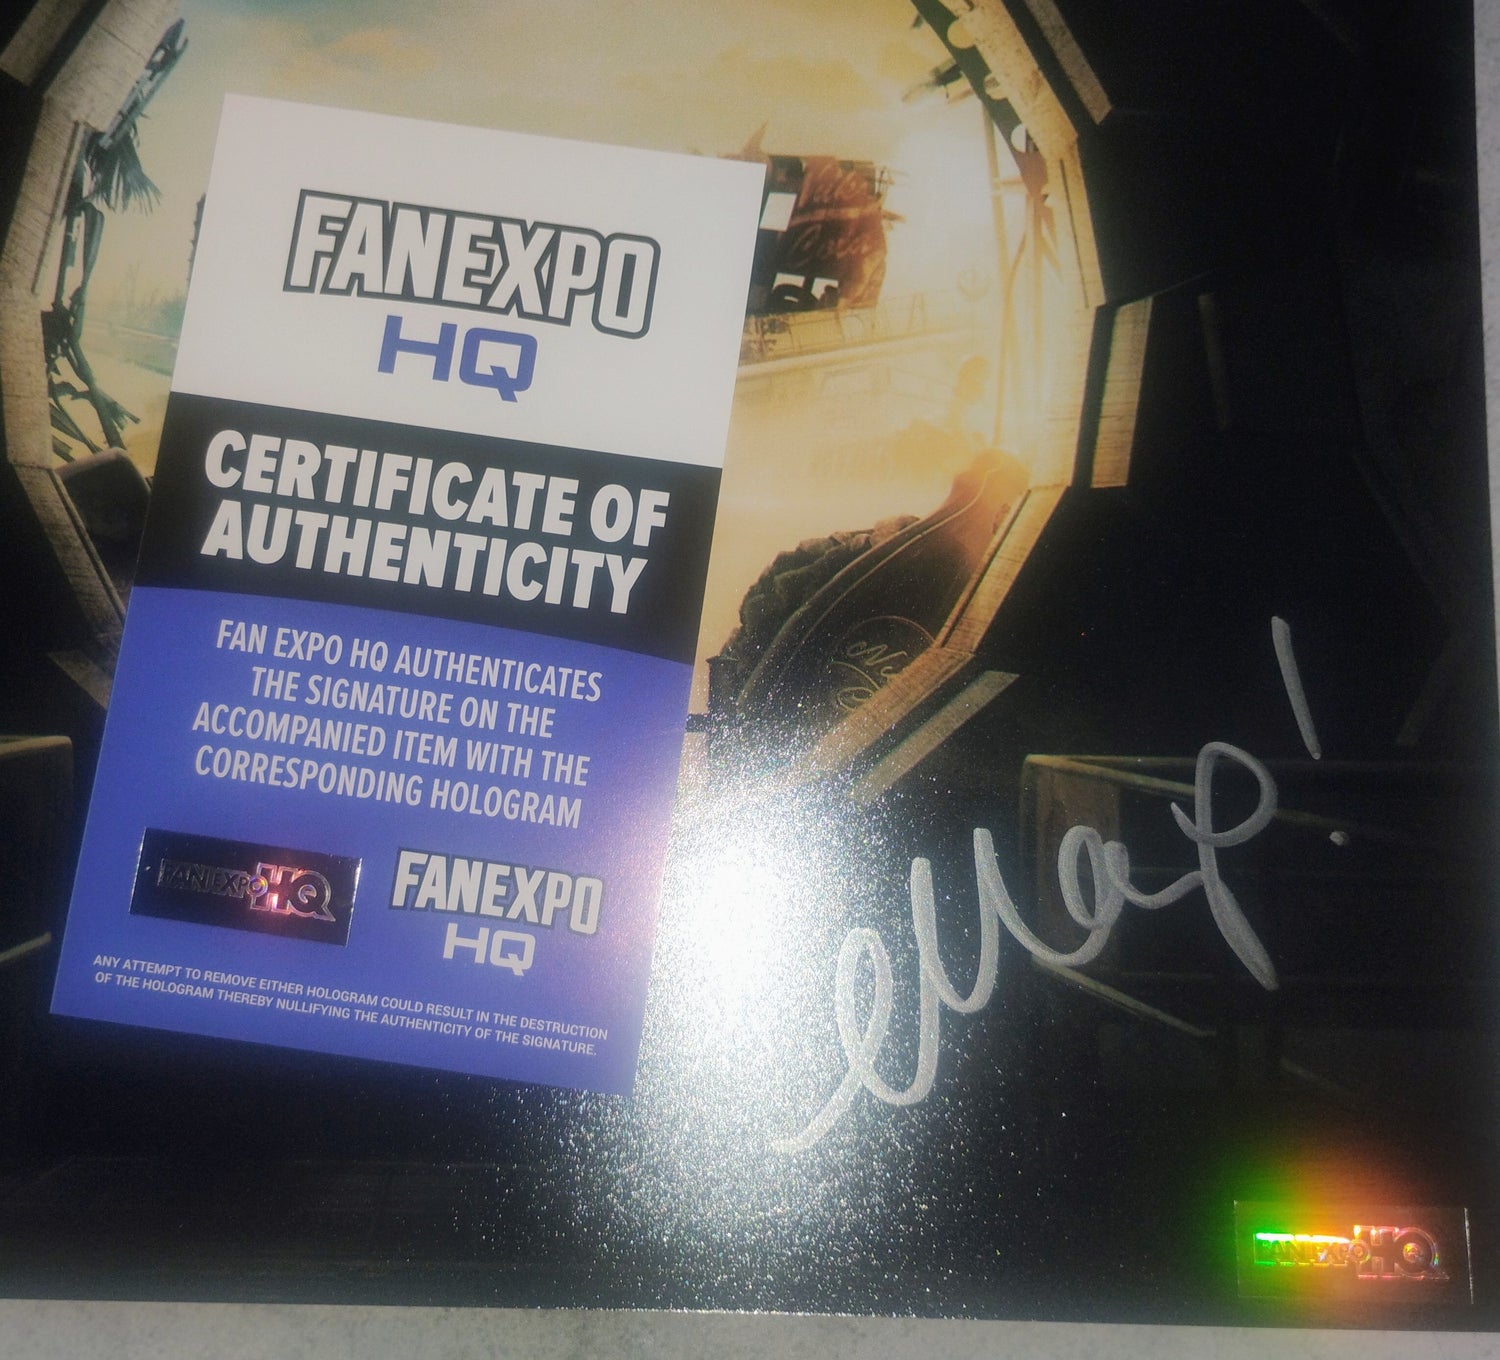 FANEXPO
HQ
CERTIFICATE OF
AUTHENTICITY
FAN EXPO HQ AUTHENTICATES
THE SIGNATURE ON THE
ACCOMPANIED ITEM WITH THE
CORRESPONDING HOLOGRAM
FANEXPO HQ
FANEXPO
HQ
ANY ATTEMPT TO REMOVE EITHER HOLOGRAM COULD RESULT IN THE DESTRUCTION
OF THE HOLOGRAM THEREBY NULLIFYING THE AUTHENTICITY OF THE SIGNATURE.
FANEXPO HQ